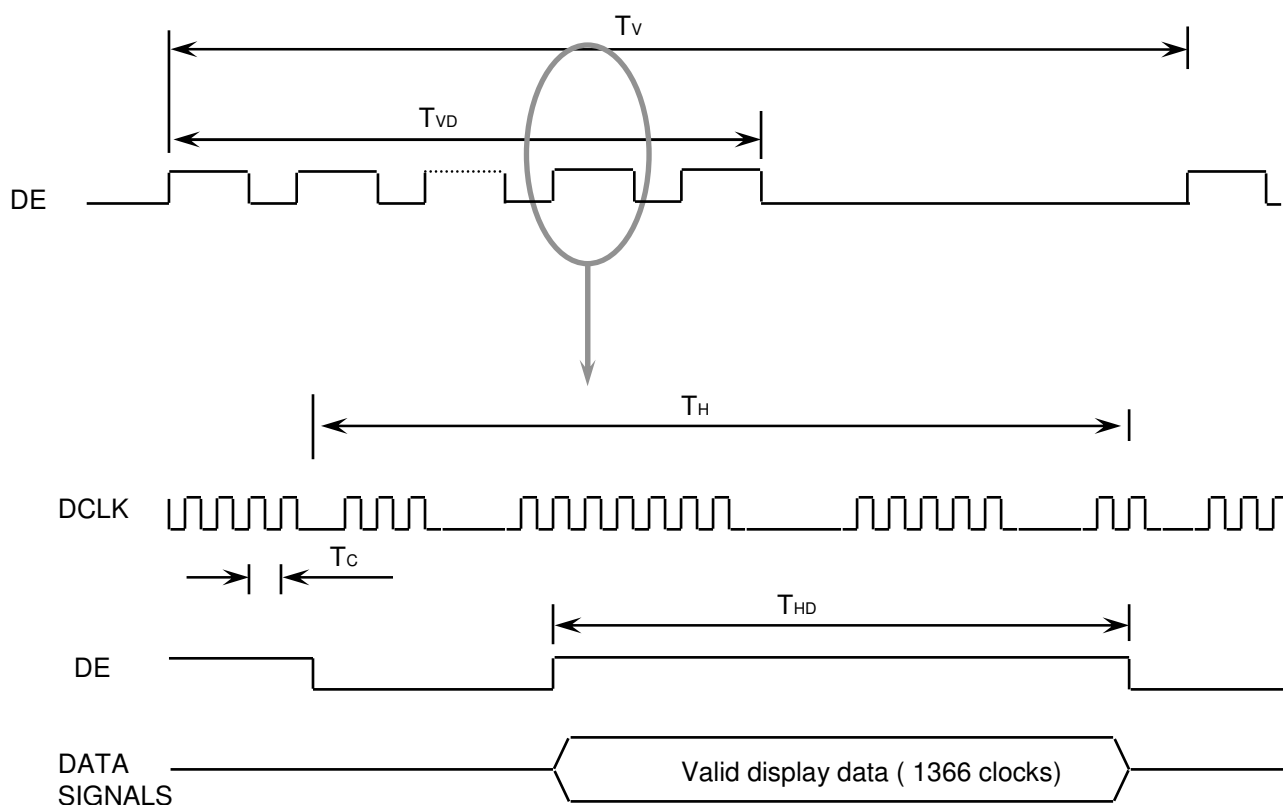 TV
TVD
DE
TH
DCLK
TC
THD
DE
DATA
SIGNALS
Valid display data ( 1366 clocks)